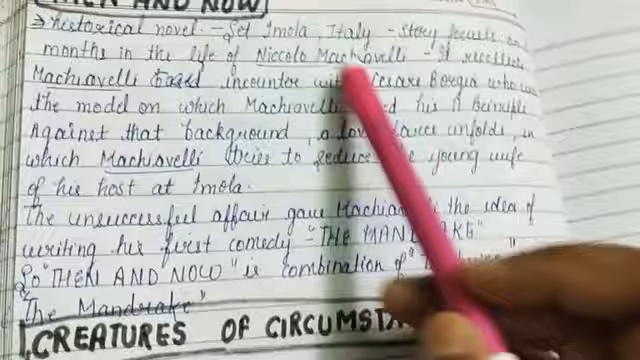 THEN AND NOW
→ historical novel. - Set Imola, Italy - Story focuses on
months in the life of Niccolo Machiavelli - It recollects
Machiavelli based incounter with Cesare Borgia who was
the model on which Machiavelli his Principle
Against that background, a love unfolds, in
which Machiavelli tries to seduce the young wife
of his host at Imola.
The unsuccessful affair gave Machiavelli the idea of
writing his first comedy - "THE MANDRAKE"
So "THEN AND NOW" is combination of "
"The Mandrake"
CREATURES OF CIRCUMSTA